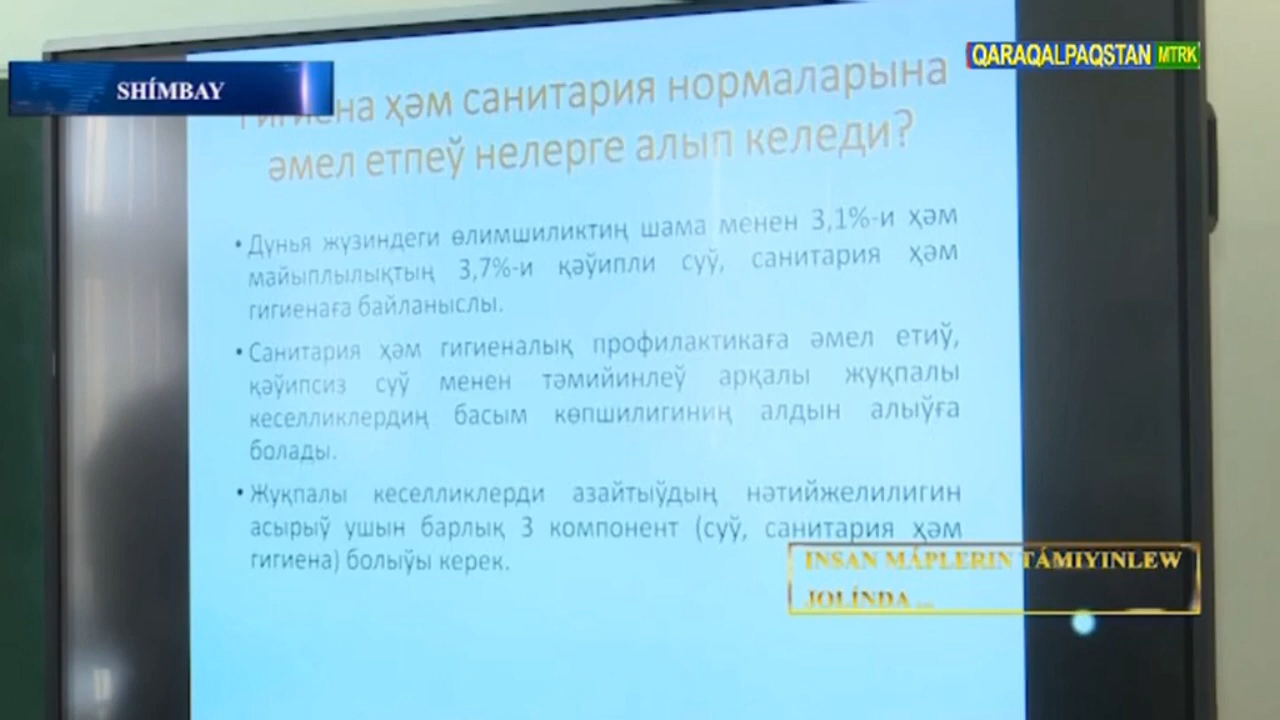 QARAQALPAQSTAN MTRK
SHÍMBAY
Гигиена ҳәм санитария нормаларына
әмел етпеў нелерге алып келеди?
• Дунья жүзиндеги өлимшиликтиң шама менен 3,1%-и ҳәм
майыплылықтың 3,7%-и қәўипли суў, санитария ҳәм
гигиенаға байланыслы.
• Санитария ҳәм гигиеналық профилактикаға әмел етиў,
қәўипсиз суў менен тәмийинлеў арқалы жуқпалы
кеселликлердиң басым көпшилигиниң алдын алыўға
болады.
• Жуқпалы кеселликлерди азайтыўдың нәтийжелилигин
асырыў ушын барлық 3 компонент (суў, санитария ҳәм
гигиена) болыўы керек.
INSAN MÁPLERIN TÁMIYINLEW
JOLÍNDA ...